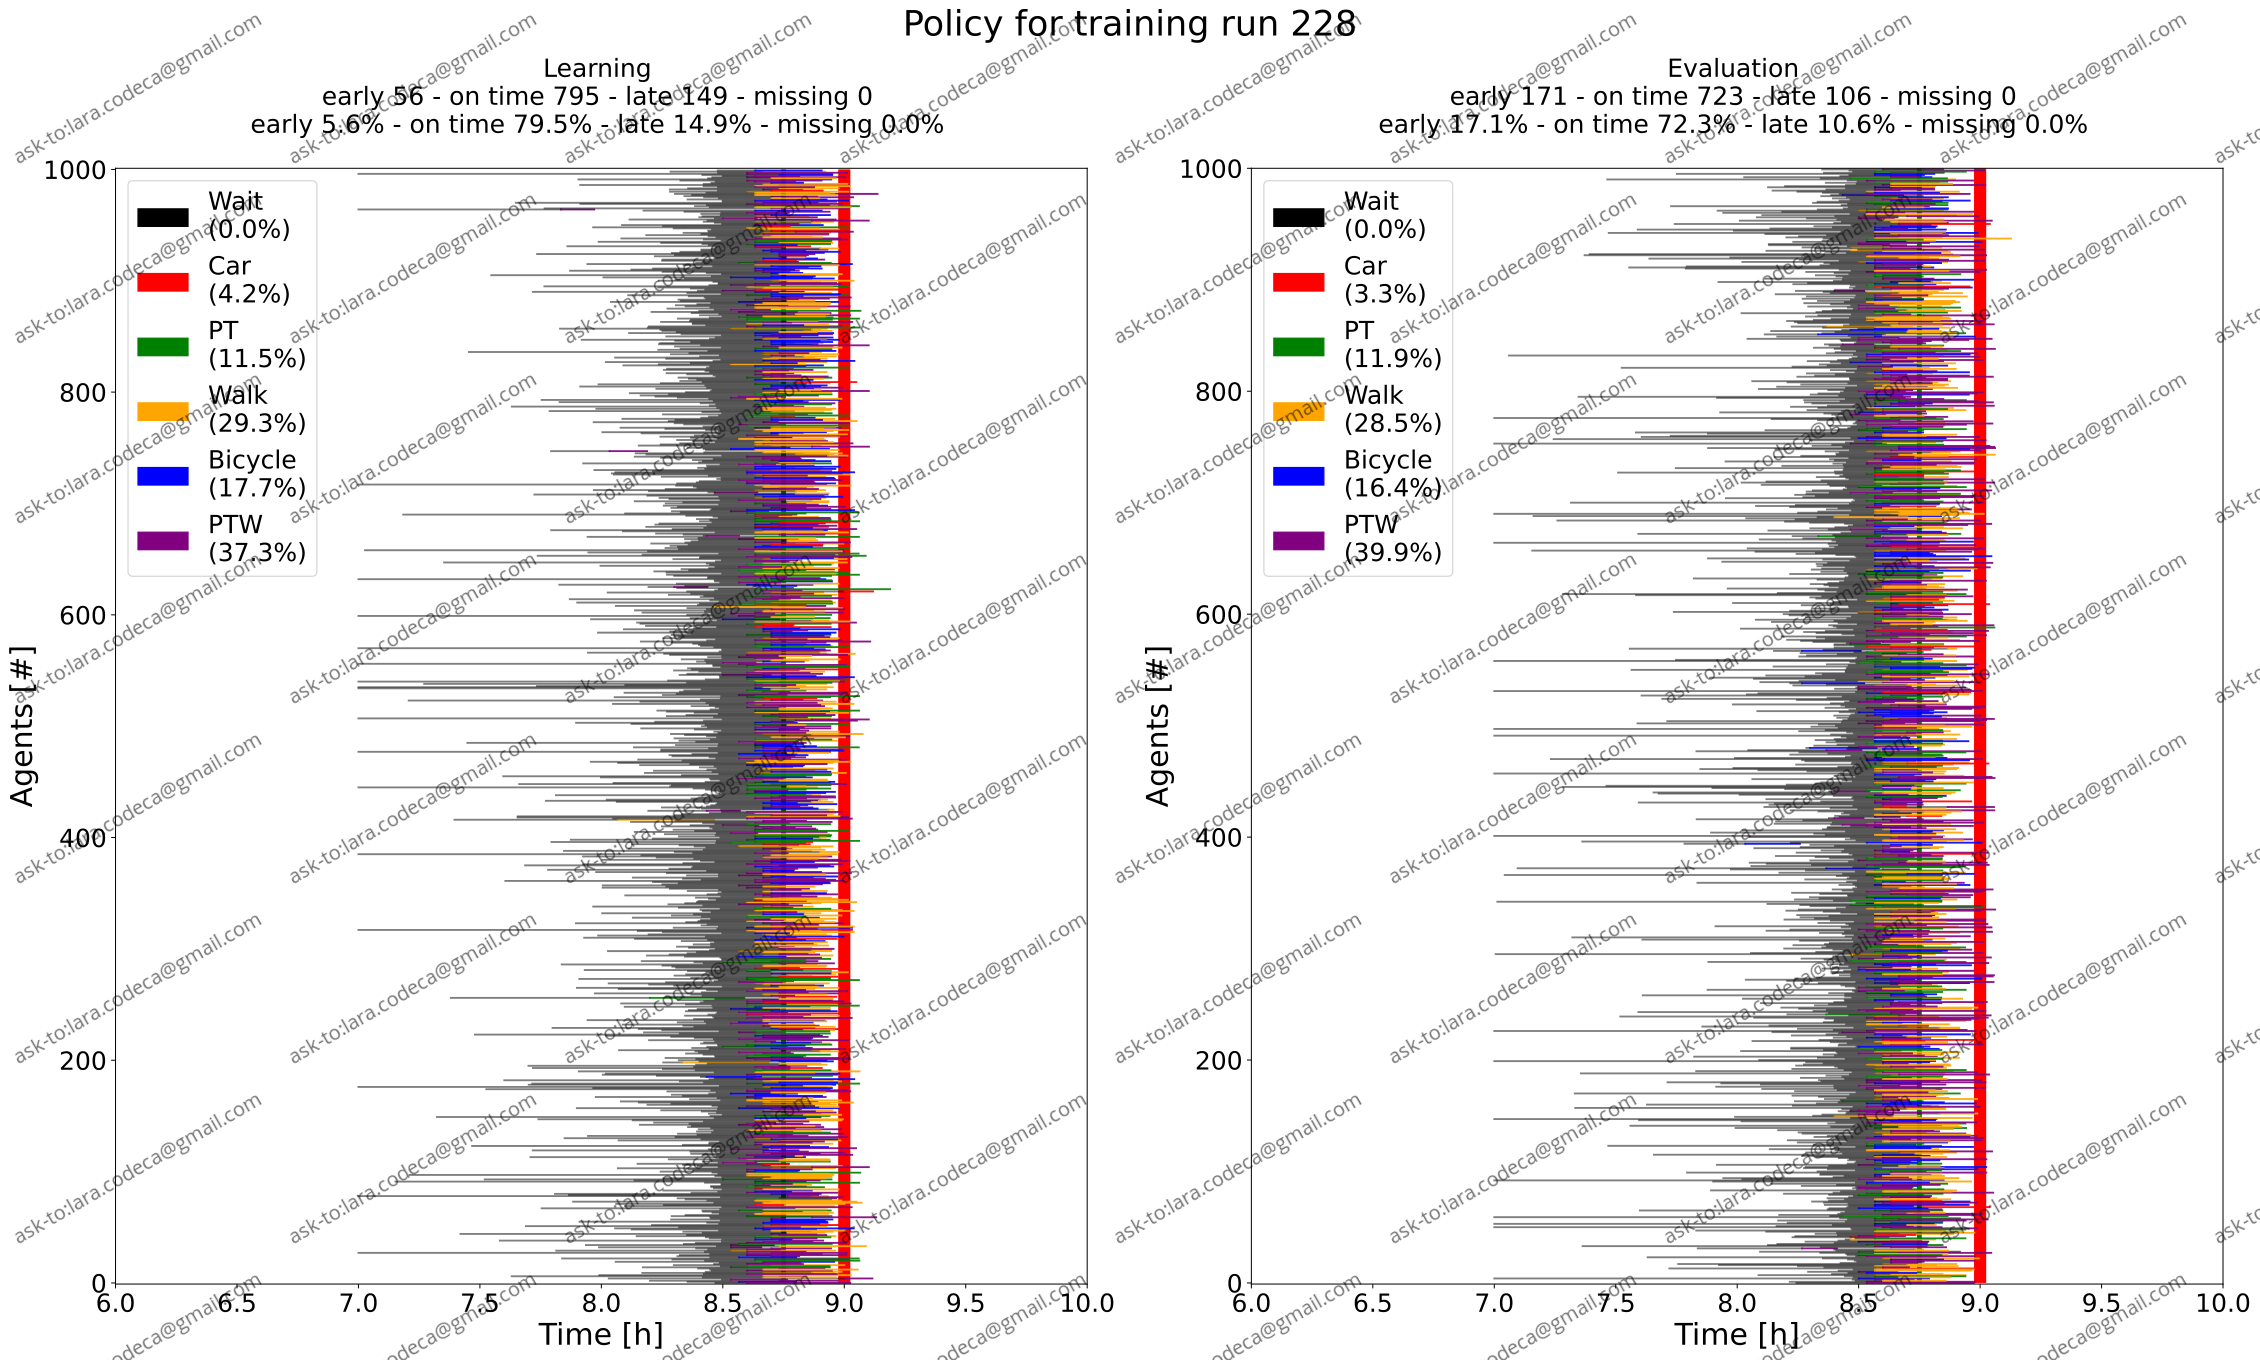 Policy for training run 228
Learning
early 56 - on time 795 - late 149 - missing 0
early 5.6% - on time 79.5% - late 14.9% - missing 0.0%
1000
800
600
400
200
0
Agents [#]
Wait
(0.0%)
Car
(4.2%)
PT
(11.5%)
Walk
(29.3%)
Bicycle
(17.7%)
PTW
(37.3%)
6.0 6.5 7.0 7.5 8.0 8.5 9.0 9.5 10.0
Time [h]
Evaluation
early 171 - on time 723 - late 106 - missing 0
early 17.1% - on time 72.3% - late 10.6% - missing 0.0%
1000
800
600
400
200
0
Agents [#]
Wait
(0.0%)
Car
(3.3%)
PT
(11.9%)
Walk
(28.5%)
Bicycle
(16.4%)
PTW
(39.9%)
6.0 6.5 7.0 7.5 8.0 8.5 9.0 9.5 10.0
Time [h]
ask-to:lara.codeca@gmail.com